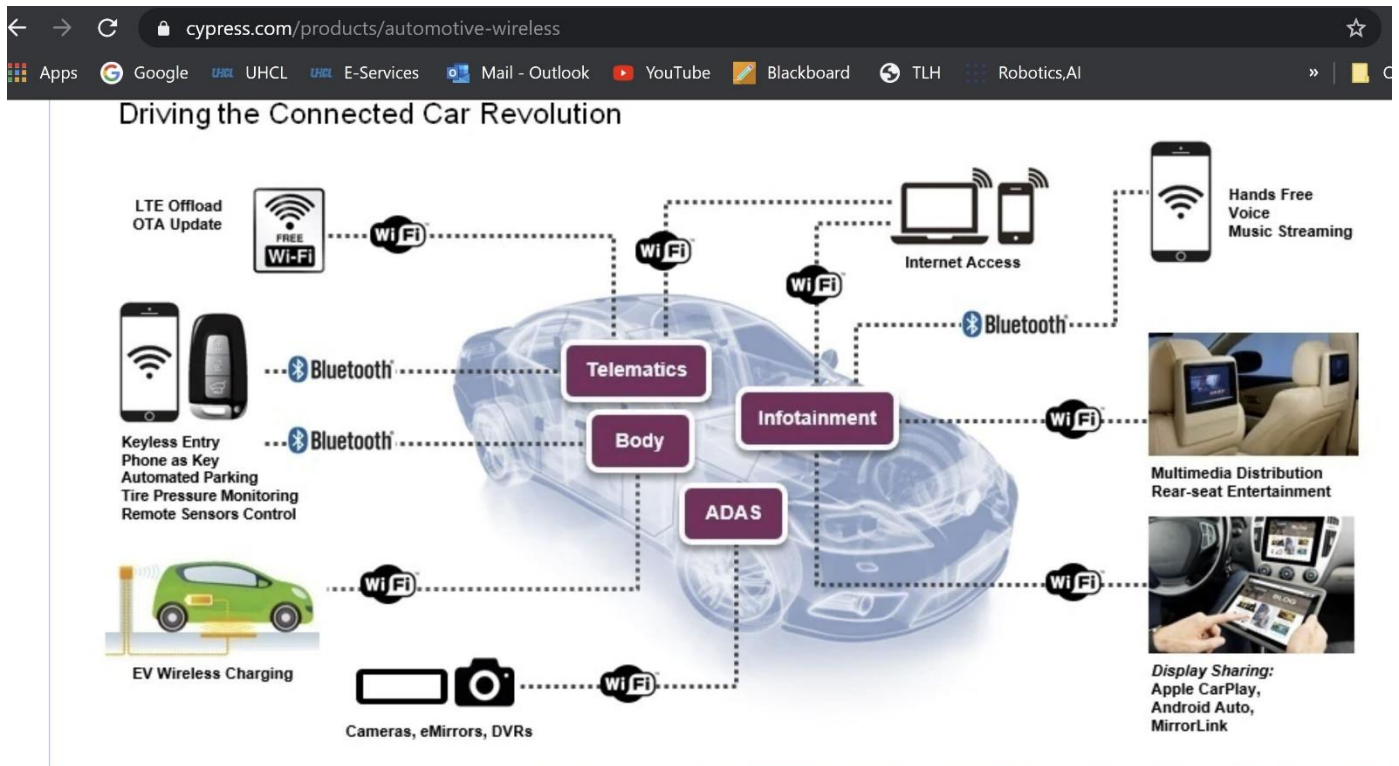 cypress.com/products/automotive-wireless
Apps
Google
UHCL UHCL
UHCL E-Services
Mail - Outlook
YouTube
Blackboard
TLH
Robotics,AI
»
Driving the Connected Car Revolution
LTE Offload
OTA Update
FREE
Wi-Fi
WiFi
WiFi
WiFi
Internet Access
Hands Free
Voice
Music Streaming
Bluetooth
Bluetooth
Telematics
Infotainment
WiFi
Bluetooth
Body
Keyless Entry
Phone as Key
Automated Parking
Tire Pressure Monitoring
Remote Sensors Control
Multimedia Distribution
Rear-seat Entertainment
ADAS
WiFi
WiFi
BLOG
EV Wireless Charging
WiFi
Cameras, eMirrors, DVRs
Display Sharing:
Apple CarPlay,
Android Auto,
MirrorLink